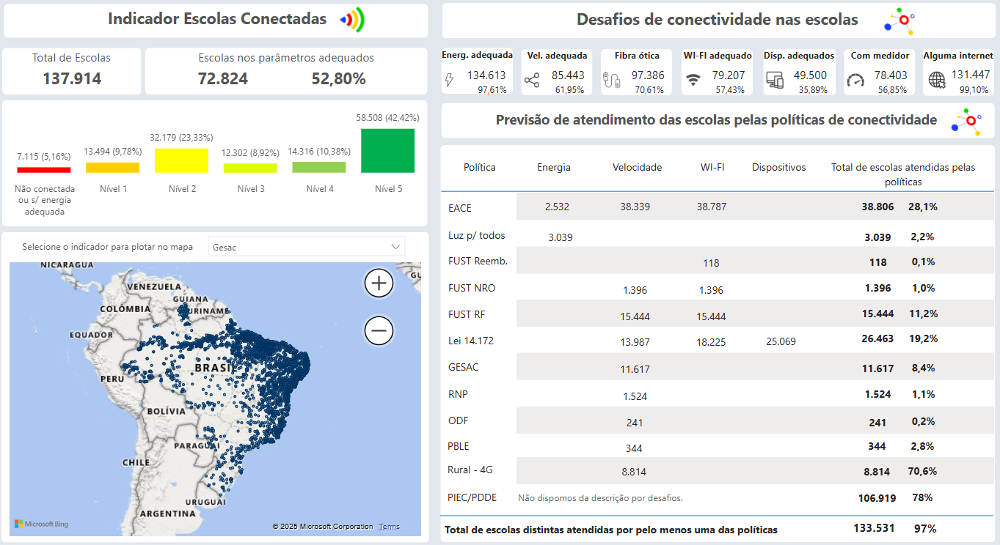 Indicador Escolas Conectadas
Total de Escolas
137.914
Escolas nos parâmetros adequados
72.824 52,80%
58.508 (42,42%)
32.179 (23,33%)
7.115 (5,16%) 13.494 (9,78%) 12.302 (8,92%) 14.316 (10,38%)
Não conectada
ou s/ energia
adequada
Nível 1 Nível 2 Nível 3 Nível 4 Nível 5
Selecione o indicador para plotar no mapa Gesac
NICARAGUA
VENEZUELA
GUIANA
COLÔMBIA
URINAME
EQUADOR
BRASIL
PERU
BOLÍVIA
PARAGUAI
CHILE
URUGUAI
ARGENTINA
GU
Microsoft Bing
© 2025 Microsoft Corporation Terms
Desafios de conectividade nas escolas
Energ. adequada Vel. adequada Fibra ótica WI-FI adequado Disp. adequados Com medidor Alguma internet
134.613 85.443 97.386 79.207 49.500 78.403 131.447
97,61% 61,95% 70,61% 57,43% 35,89% 56,85% 99,10%
Previsão de atendimento das escolas pelas políticas de conectividade
Política Energia Velocidade WI-FI Dispositivos Total de escolas atendidas pelas
políticas
EACE 2.532 38.339 38.787 38.806 28,1%
Luz p/ todos 3.039 3.039 2,2%
FUST Reemb. 118 118 0,1%
FUST NRO 1.396 1.396 1.396 1,0%
FUST RF 15.444 15.444 15.444 11,2%
Lei 14.172 13.987 18.225 25.069 26.463 19,2%
GESAC 11.617 11.617 8,4%
RNP 1.524 1.524 1,1%
ODF 241 241 0,2%
PBLE 344 344 2,8%
Rural - 4G 8.814 8.814 70,6%
PIEC/PDDE Não dispomos da descrição por desafios. 106.919 78%
Total de escolas distintas atendidas por pelo menos uma das políticas 133.531 97%